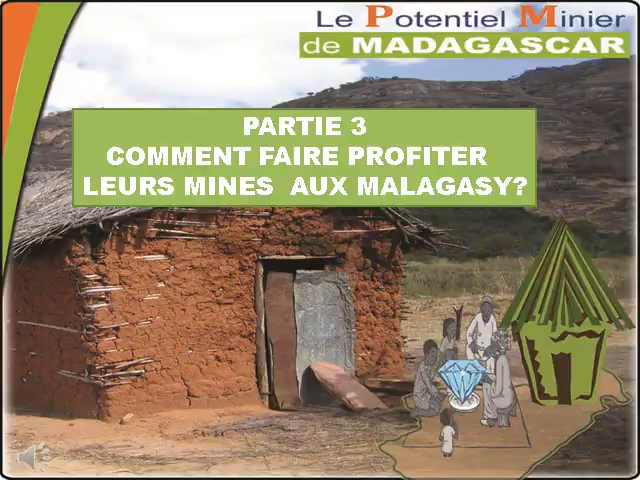 Le Potentiel Minier
de MADAGASCAR
PARTIE 3
COMMENT FAIRE PROFITER
LEURS MINES AUX MALAGASY?